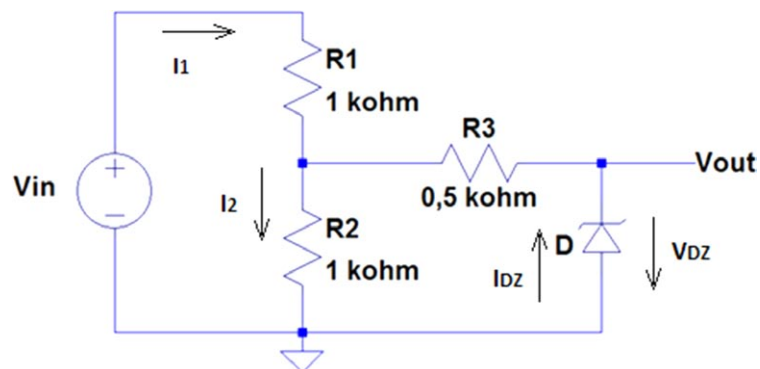 I1
R1
1 kohm
R3
Vout
Vin
+
−
0,5 kohm
I2
R2
1 kohm
IDZ
D
VDZ